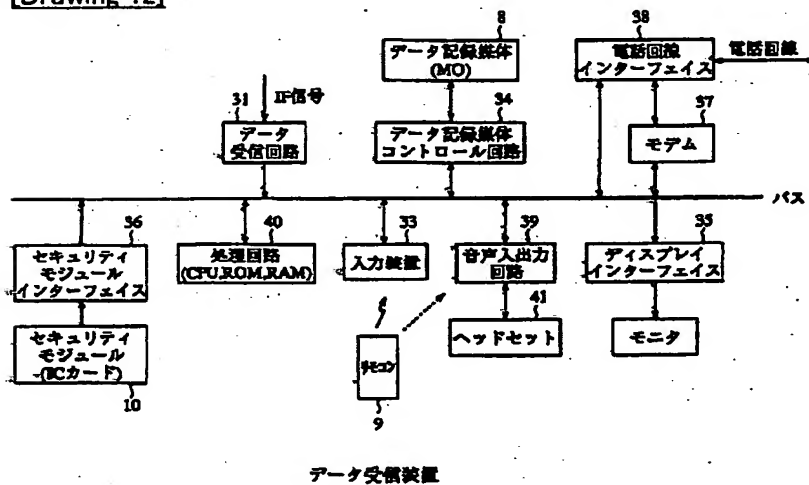 [Drawing 12]
8
データ記録媒体
(MO)
38
電話回線
インターフェイス
電話回線
IF信号
31
データ
受信回路
34
データ記録媒体
コントロール回路
37
モデム
バス
36
セキュリティ
モジュール
インターフェイス
40
処理回路
(CPU,ROM,RAM)
33
入力装置
39
音声入出力
回路
35
ディスプレイ
インターフェイス
セキュリティ
モジュール
(ICカード)
10
リモコン
9
41
ヘッドセット
モニタ
データ受信装置